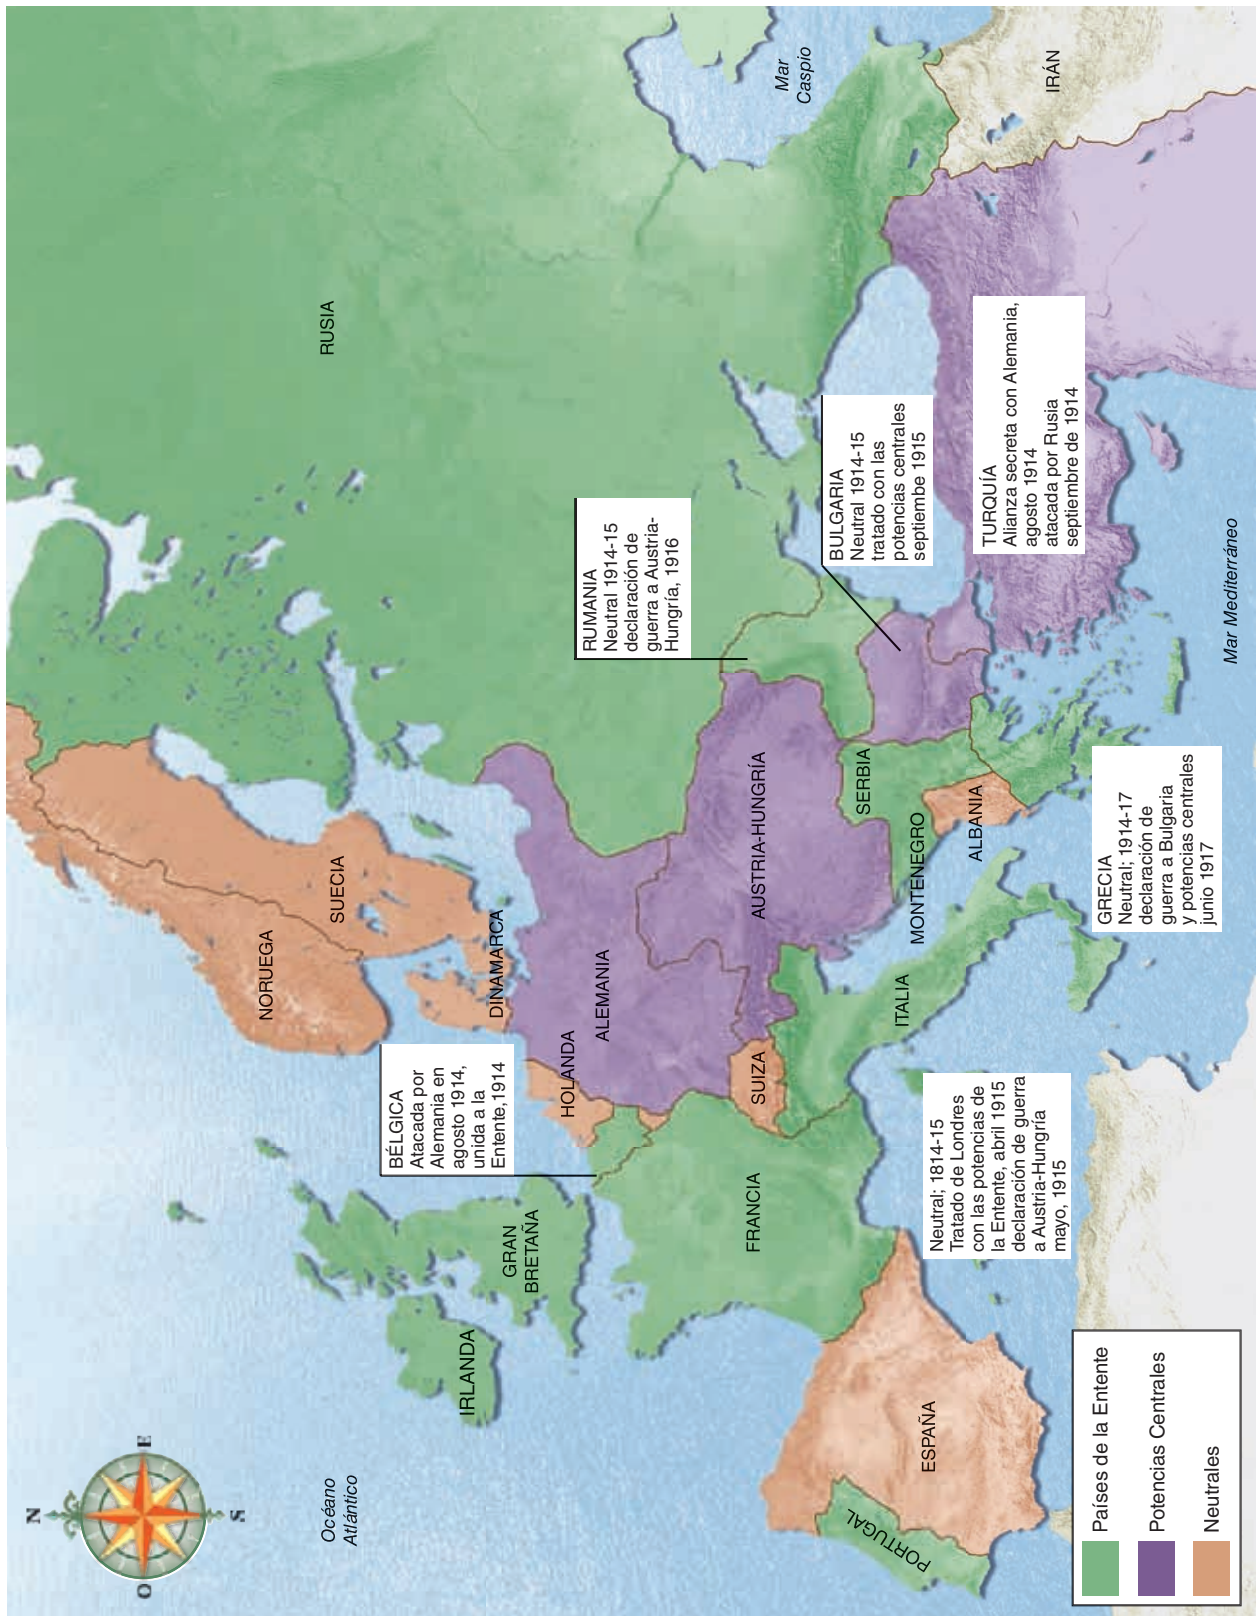 N
O
E
S
Océano
Atlántico
NORUEGA
SUECIA
RUSIA
DINAMARCA
IRLANDA
GRAN
BRETAÑA
BÉLGICA
Atacada por
Alemania en
agosto 1914,
unida a la
Entente,1914
HOLANDA
ALEMANIA
RUMANIA
Neutral 1914-15
declaración de
guerra a Austria-
Hungría, 1916
FRANCIA
SUIZA
AUSTRIA-HUNGRÍA
Mar
Caspio
BULGARIA
Neutral 1914-15
tratado con las
potencias centrales
septiembe 1915
SERBIA
MONTENEGRO
ITALIA
ALBANIA
PORTUGAL
ESPAÑA
Neutral; 1814-15
Tratado de Londres
con las potencias de
la Entente, abril 1915
declaración de guerra
a Austria-Hungría
mayo, 1915
TURQUÍA
Alianza secreta con Alemania,
agosto 1914
atacada por Rusia
septiembre de 1914
IRÁN
GRECIA
Neutral; 1914-17
declaración de
guerra a Bulgaria
y potencias centrales
junio 1917
Mar Mediterráneo
Países de la Entente
Potencias Centrales
Neutrales